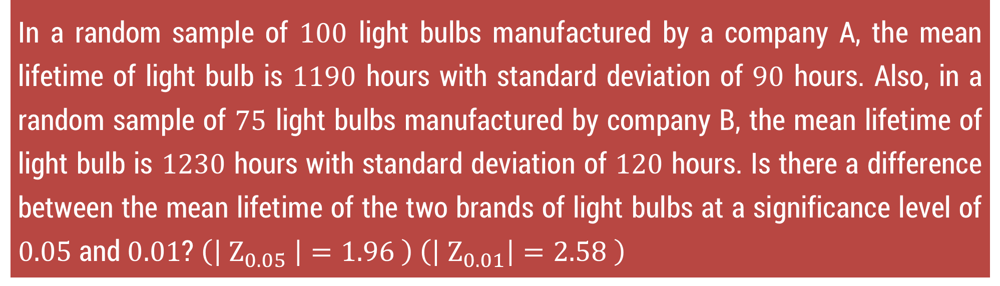 In a random sample of 100 light bulbs manufactured by a company A, the mean
lifetime of light bulb is 1190 hours with standard deviation of 90 hours. Also, in a
random sample of 75 light bulbs manufactured by company B, the mean lifetime of
light bulb is 1230 hours with standard deviation of 120 hours. Is there a difference
between the mean lifetime of the two brands of light bulbs at a significance level of
0.05 and 0.01? (| Z₀.₀₅ | = 1.96 ) (| Z₀.₀₁| = 2.58 )